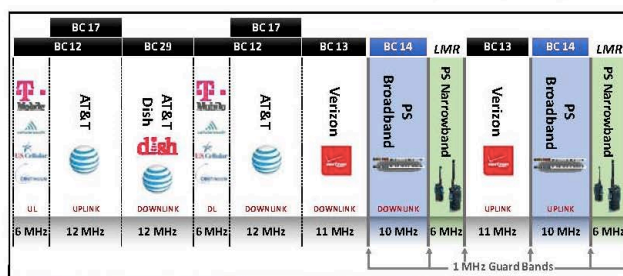 BC 17 BC 17
BC 12 BC 29 BC 12 BC 13 BC 14 LMR BC 13 BC 14 LMR
T
Mobile
US Cellular
UL
6 MHz
AT&T
UPLINK
12 MHz
AT&T
Dish
dish
DOWNLINK
12 MHz
T
Mobile
US Cellular
DL
6 MHz
AT&T
DOWNLINK
12 MHz
Verizon
DOWNLINK
11 MHz
PS
Broadband
DOWNLINK
10 MHz
PS Narrowband
6 MHz
Verizon
UPLINK
11 MHz
PS
Broadband
UPLINK
10 MHz
PS Narrowband
6 MHz
1 MHz Guard Bands